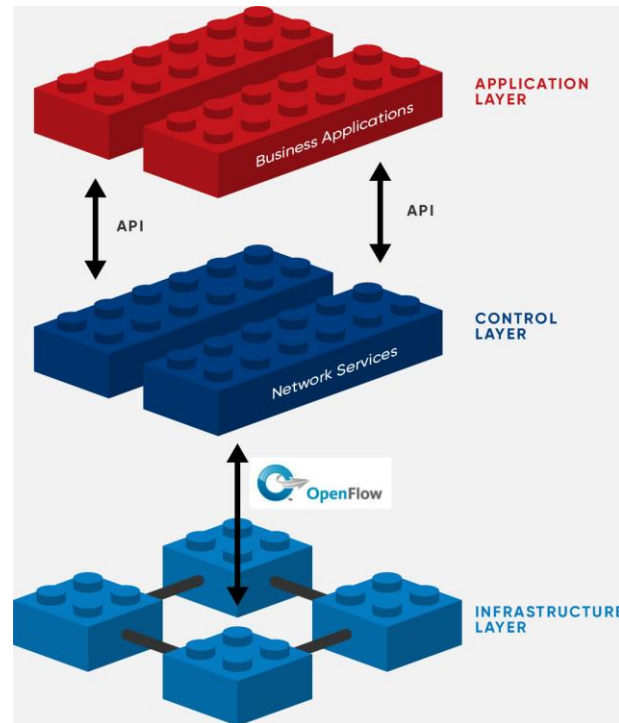 APPLICATION
LAYER
Business Applications
API
API
CONTROL
LAYER
Network Services
OpenFlow
INFRASTRUCTURE
LAYER